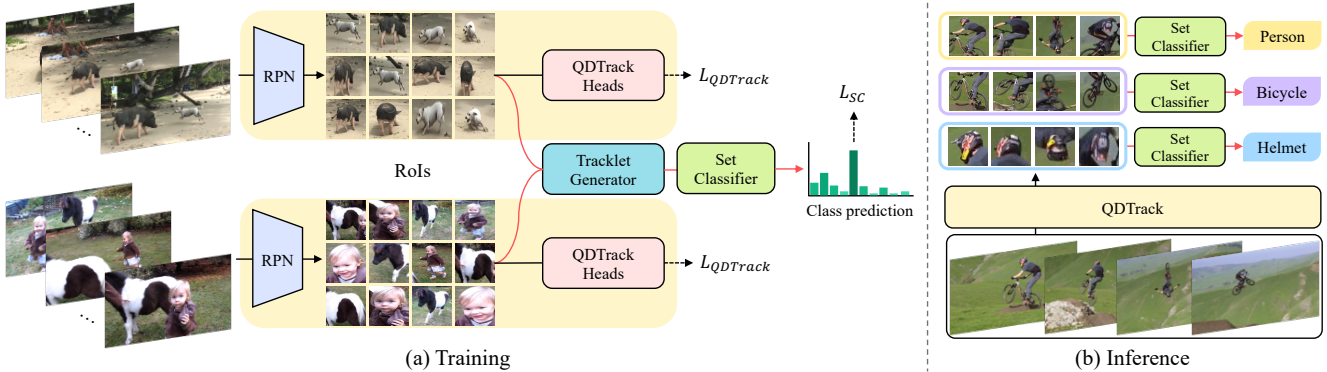 RPN
QDTrack
Heads
L_QDTrack
L_SC
RoIs
Tracklet
Generator
Set
Classifier
Class prediction
RPN
QDTrack
Heads
L_QDTrack
...
...
(a) Training
Set
Classifier
Person
Set
Classifier
Bicycle
Set
Classifier
Helmet
QDTrack
(b) Inference